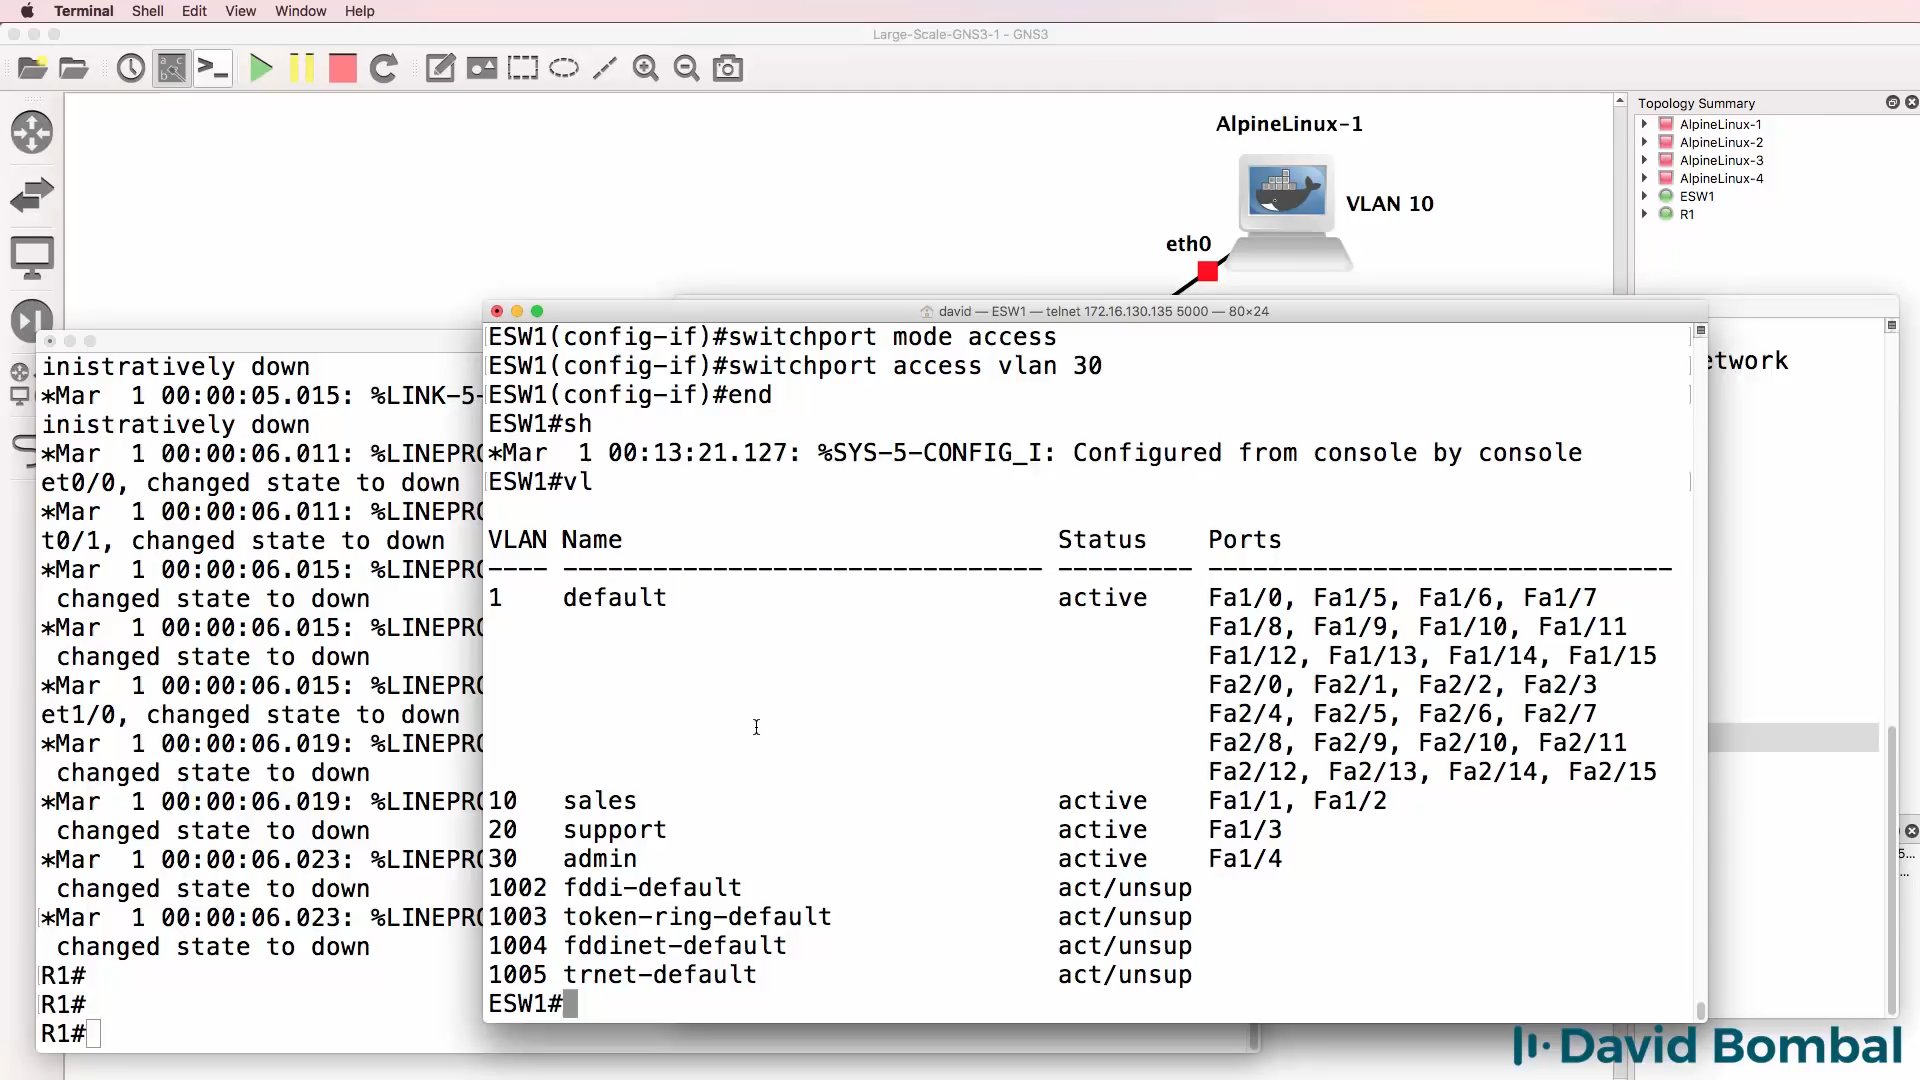 Terminal Shell Edit View Window Help
Large-Scale-GNS3-1 - GNS3
Topology Summary
AlpineLinux-1
AlpineLinux-2
AlpineLinux-3
AlpineLinux-4
ESW1
R1
AlpineLinux-1
VLAN 10
eth0
etwork
inistratively down
*Mar  1 00:00:05.015: %LINK-5-
inistratively down
*Mar  1 00:00:06.011: %LINEPRO
et0/0, changed state to down
*Mar  1 00:00:06.011: %LINEPRO
t0/1, changed state to down
*Mar  1 00:00:06.015: %LINEPRO
changed state to down
*Mar  1 00:00:06.015: %LINEPRO
changed state to down
*Mar  1 00:00:06.015: %LINEPRO
et1/0, changed state to down
*Mar  1 00:00:06.019: %LINEPRO
changed state to down
*Mar  1 00:00:06.019: %LINEPRO
changed state to down
*Mar  1 00:00:06.023: %LINEPRO
changed state to down
*Mar  1 00:00:06.023: %LINEPRO
changed state to down
R1#
R1#
R1#
david — ESW1 — telnet 172.16.130.135 5000 — 80×24
ESW1(config-if)#switchport mode access
ESW1(config-if)#switchport access vlan 30
ESW1(config-if)#end
ESW1#sh
*Mar  1 00:13:21.127: %SYS-5-CONFIG_I: Configured from console by console
ESW1#vl
VLAN Name Status Ports
---- -------------------------------- --------- -------------------------------
1 default active Fa1/0, Fa1/5, Fa1/6, Fa1/7
Fa1/8, Fa1/9, Fa1/10, Fa1/11
Fa1/12, Fa1/13, Fa1/14, Fa1/15
Fa2/0, Fa2/1, Fa2/2, Fa2/3
Fa2/4, Fa2/5, Fa2/6, Fa2/7
Fa2/8, Fa2/9, Fa2/10, Fa2/11
Fa2/12, Fa2/13, Fa2/14, Fa2/15
10 sales active Fa1/1, Fa1/2
20 support active Fa1/3
30 admin active Fa1/4
1002 fddi-default act/unsup
1003 token-ring-default act/unsup
1004 fddinet-default act/unsup
1005 trnet-default act/unsup
ESW1#
5...
...
David Bombal